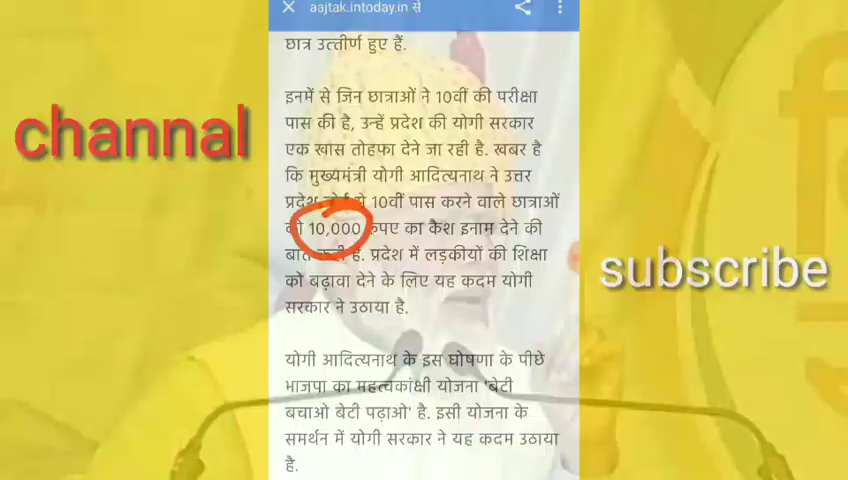 aajtak.intoday.in से
छात्र उत्तीर्ण हुए हैं.
इनमें से जिन छात्राओं ने 10वीं की परीक्षा
पास की है, उन्हें प्रदेश की योगी सरकार
एक खास तोहफा देने जा रही है. खबर है
कि मुख्यमंत्री योगी आदित्यनाथ ने उत्तर
प्रदेश से 10वीं पास करने वाले छात्राओं
10,000 रुपए का कैश इनाम देने की
बात है. प्रदेश में लड़कीयों की शिक्षा
को बढ़ावा देने के लिए यह कदम योगी
सरकार ने उठाया है.
योगी आदित्यनाथ के इस घोषणा के पीछे
भाजपा का महत्वकांक्षी योजना 'बेटी
बचाओ बेटी पढ़ाओ' है. इसी योजना के
समर्थन में योगी सरकार ने यह कदम उठाया
है.
channal
subscribe